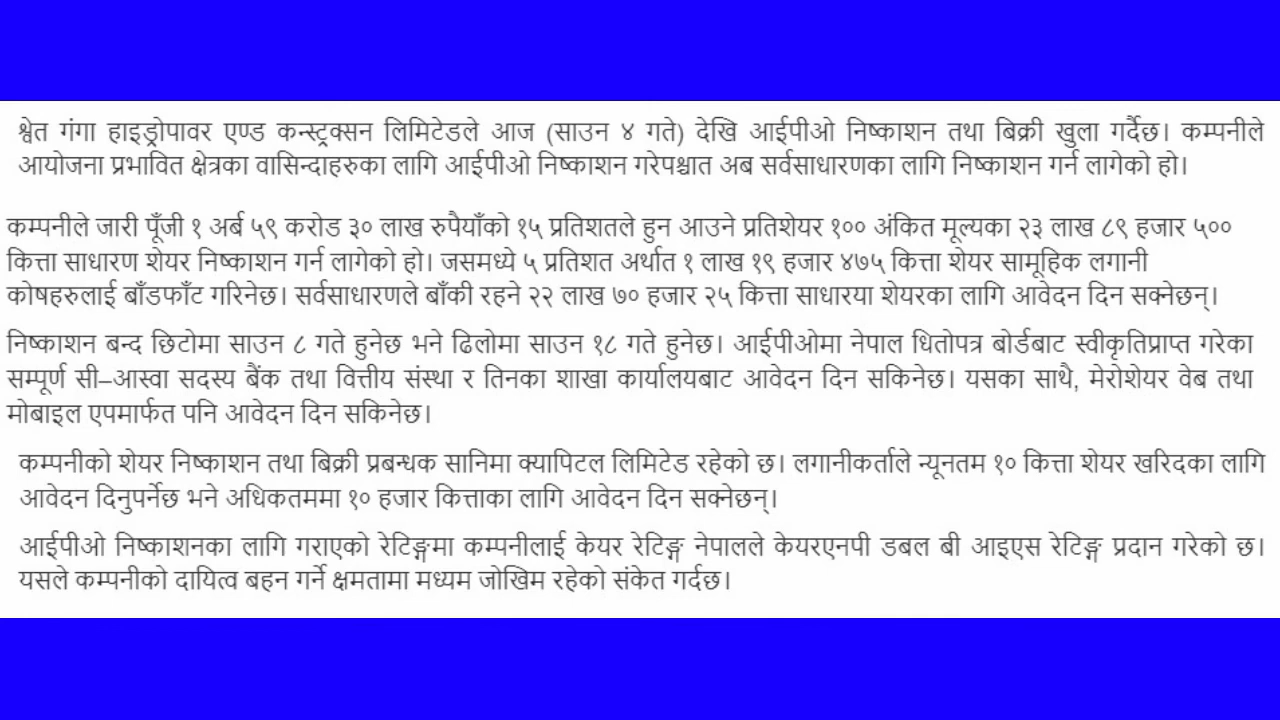 श्वेत गंगा हाइड्रोपावर एण्ड कन्स्ट्रक्सन लिमिटेडले आज (साउन ४ गते) देखि आईपीओ निष्काशन तथा बिक्री खुला गर्दैछ। कम्पनीले
आयोजना प्रभावित क्षेत्रका वासिन्दाहरुका लागि आईपीओ निष्काशन गरेपश्चात अब सर्वसाधारणका लागि निष्काशन गर्न लागेको हो।
कम्पनीले जारी पूँजी १ अर्ब ५९ करोड ३० लाख रुपैयाँको १५ प्रतिशतले हुन आउने प्रतिशेयर १०० अंकित मूल्यका २३ लाख ८९ हजार ५००
कित्ता साधारण शेयर निष्काशन गर्न लागेको हो। जसमध्ये ५ प्रतिशत अर्थात १ लाख १९ हजार ४७५ कित्ता शेयर सामूहिक लगानी
कोषहरुलाई बाँडफाँट गरिनेछ। सर्वसाधारणले बाँकी रहने २२ लाख ७० हजार २५ कित्ता साधारया शेयरका लागि आवेदन दिन सक्नेछन्।
निष्काशन बन्द छिटोमा साउन ८ गते हुनेछ भने ढिलोमा साउन १८ गते हुनेछ। आईपीओमा नेपाल धितोपत्र बोर्डबाट स्वीकृतिप्राप्त गरेका
सम्पूर्ण सी–आस्वा सदस्य बैंक तथा वित्तीय संस्था र तिनका शाखा कार्यालयबाट आवेदन दिन सकिनेछ। यसका साथै, मेरोशेयर वेब तथा
मोबाइल एपमार्फत पनि आवेदन दिन सकिनेछ।
कम्पनीको शेयर निष्काशन तथा बिक्री प्रबन्धक सानिमा क्यापिटल लिमिटेड रहेको छ। लगानीकर्ताले न्यूनतम १० कित्ता शेयर खरिदका लागि
आवेदन दिनुपर्नेछ भने अधिकतममा १० हजार कित्ताका लागि आवेदन दिन सक्नेछन्।
आईपीओ निष्काशनका लागि गराएको रेटिङ्गमा कम्पनीलाई केयर रेटिङ्ग नेपालले केयरएनपी डबल बी आइएस रेटिङ्ग प्रदान गरेको छ।
यसले कम्पनीको दायित्व बहन गर्ने क्षमतामा मध्यम जोखिम रहेको संकेत गर्दछ।